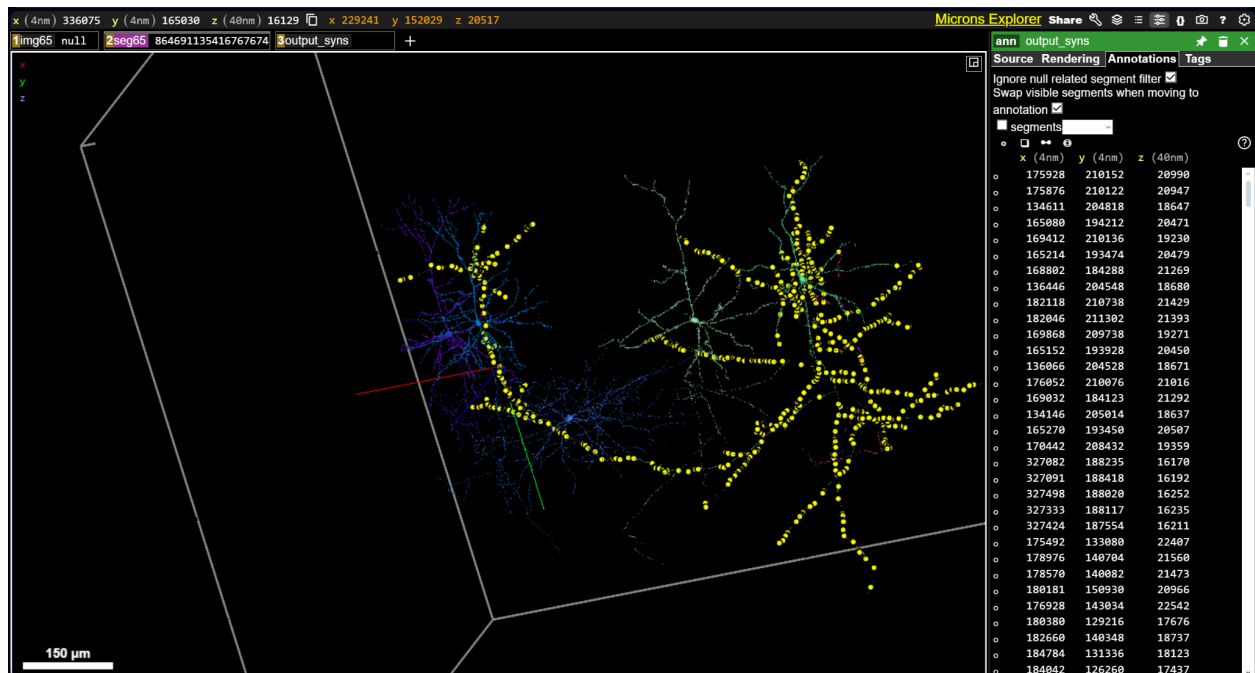 x (4nm) 336075 y (4nm) 165030 z (40nm) 16129 x 229241 y 152029 z 20517 Microns Explorer Share {} ?
1 img65 null 2 seg65 864691135416767674 3 output_syns +
ann output_syns
Source Rendering Annotations Tags
Ignore null related segment filter
Swap visible segments when moving to
annotation
segments
x (4nm) y (4nm) z (40nm)
175928 210152 20990
175876 210122 20947
134611 204818 18647
165080 194212 20471
169412 210136 19230
165214 193474 20479
168802 184288 21269
136446 204548 18680
182118 210738 21429
182046 211302 21393
169868 209738 19271
165152 193928 20450
136066 204528 18671
176052 210076 21016
169032 184123 21292
134146 205014 18637
165270 193450 20507
170442 208432 19359
327082 188235 16170
327091 188418 16192
327498 188020 16252
327333 188117 16235
327424 187554 16211
175492 133080 22407
178976 140704 21560
178570 140082 21473
180181 150930 20966
176928 143034 22542
180380 129216 17676
182660 140348 18737
184784 131336 18123
184042 126260 17437
x
y
z
150 µm